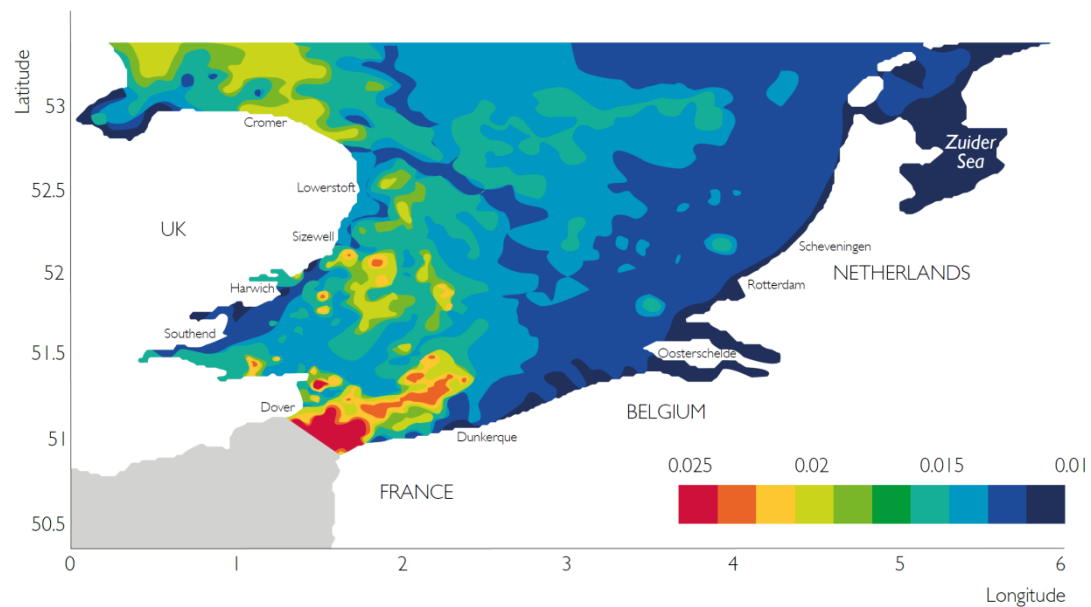 Latitude
53
52.5
52
51.5
51
50.5
Cromer
Lowerstoft
UK
Sizewell
Harwich
Southend
Dover
Zuider
Sea
Scheveningen
NETHERLANDS
Rotterdam
Oosterschelde
BELGIUM
Dunkerque
FRANCE
0.025 0.02 0.015 0.01
0 1 2 3 4 5 6
Longitude